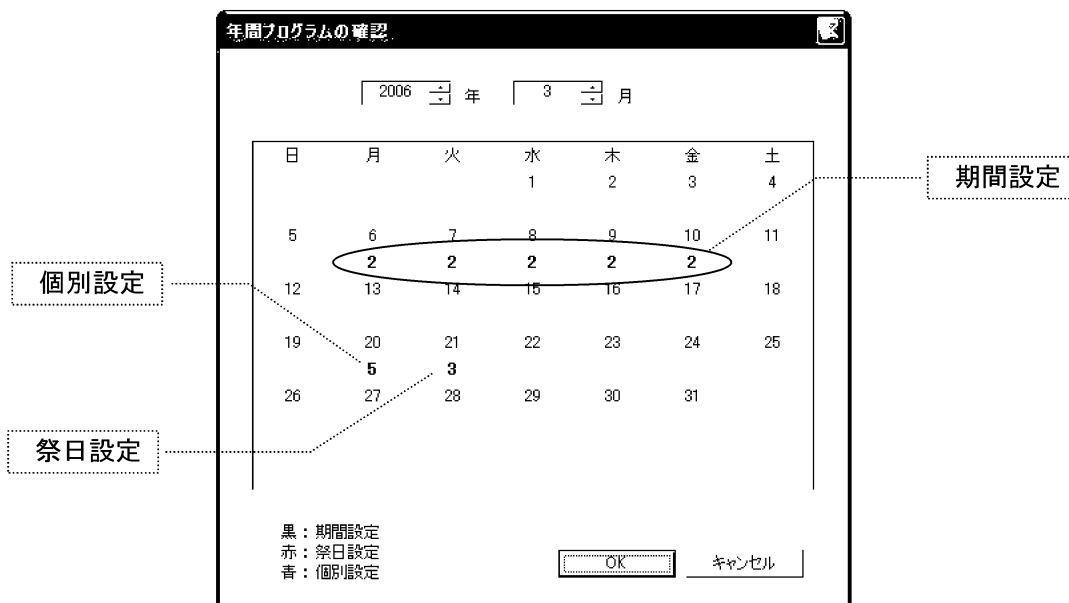 年間プログラムの確認
2006 年 3 月
日 月 火 水 木 金 土
1 2 3 4
期間設定
5 6 7 8 9 10 11
2 2 2 2 2
個別設定
12 13 14 15 16 17 18
19 20 21 22 23 24 25
5 3
26 27 28 29 30 31
祭日設定
黒:期間設定
赤:祭日設定
青:個別設定
OK キャンセル